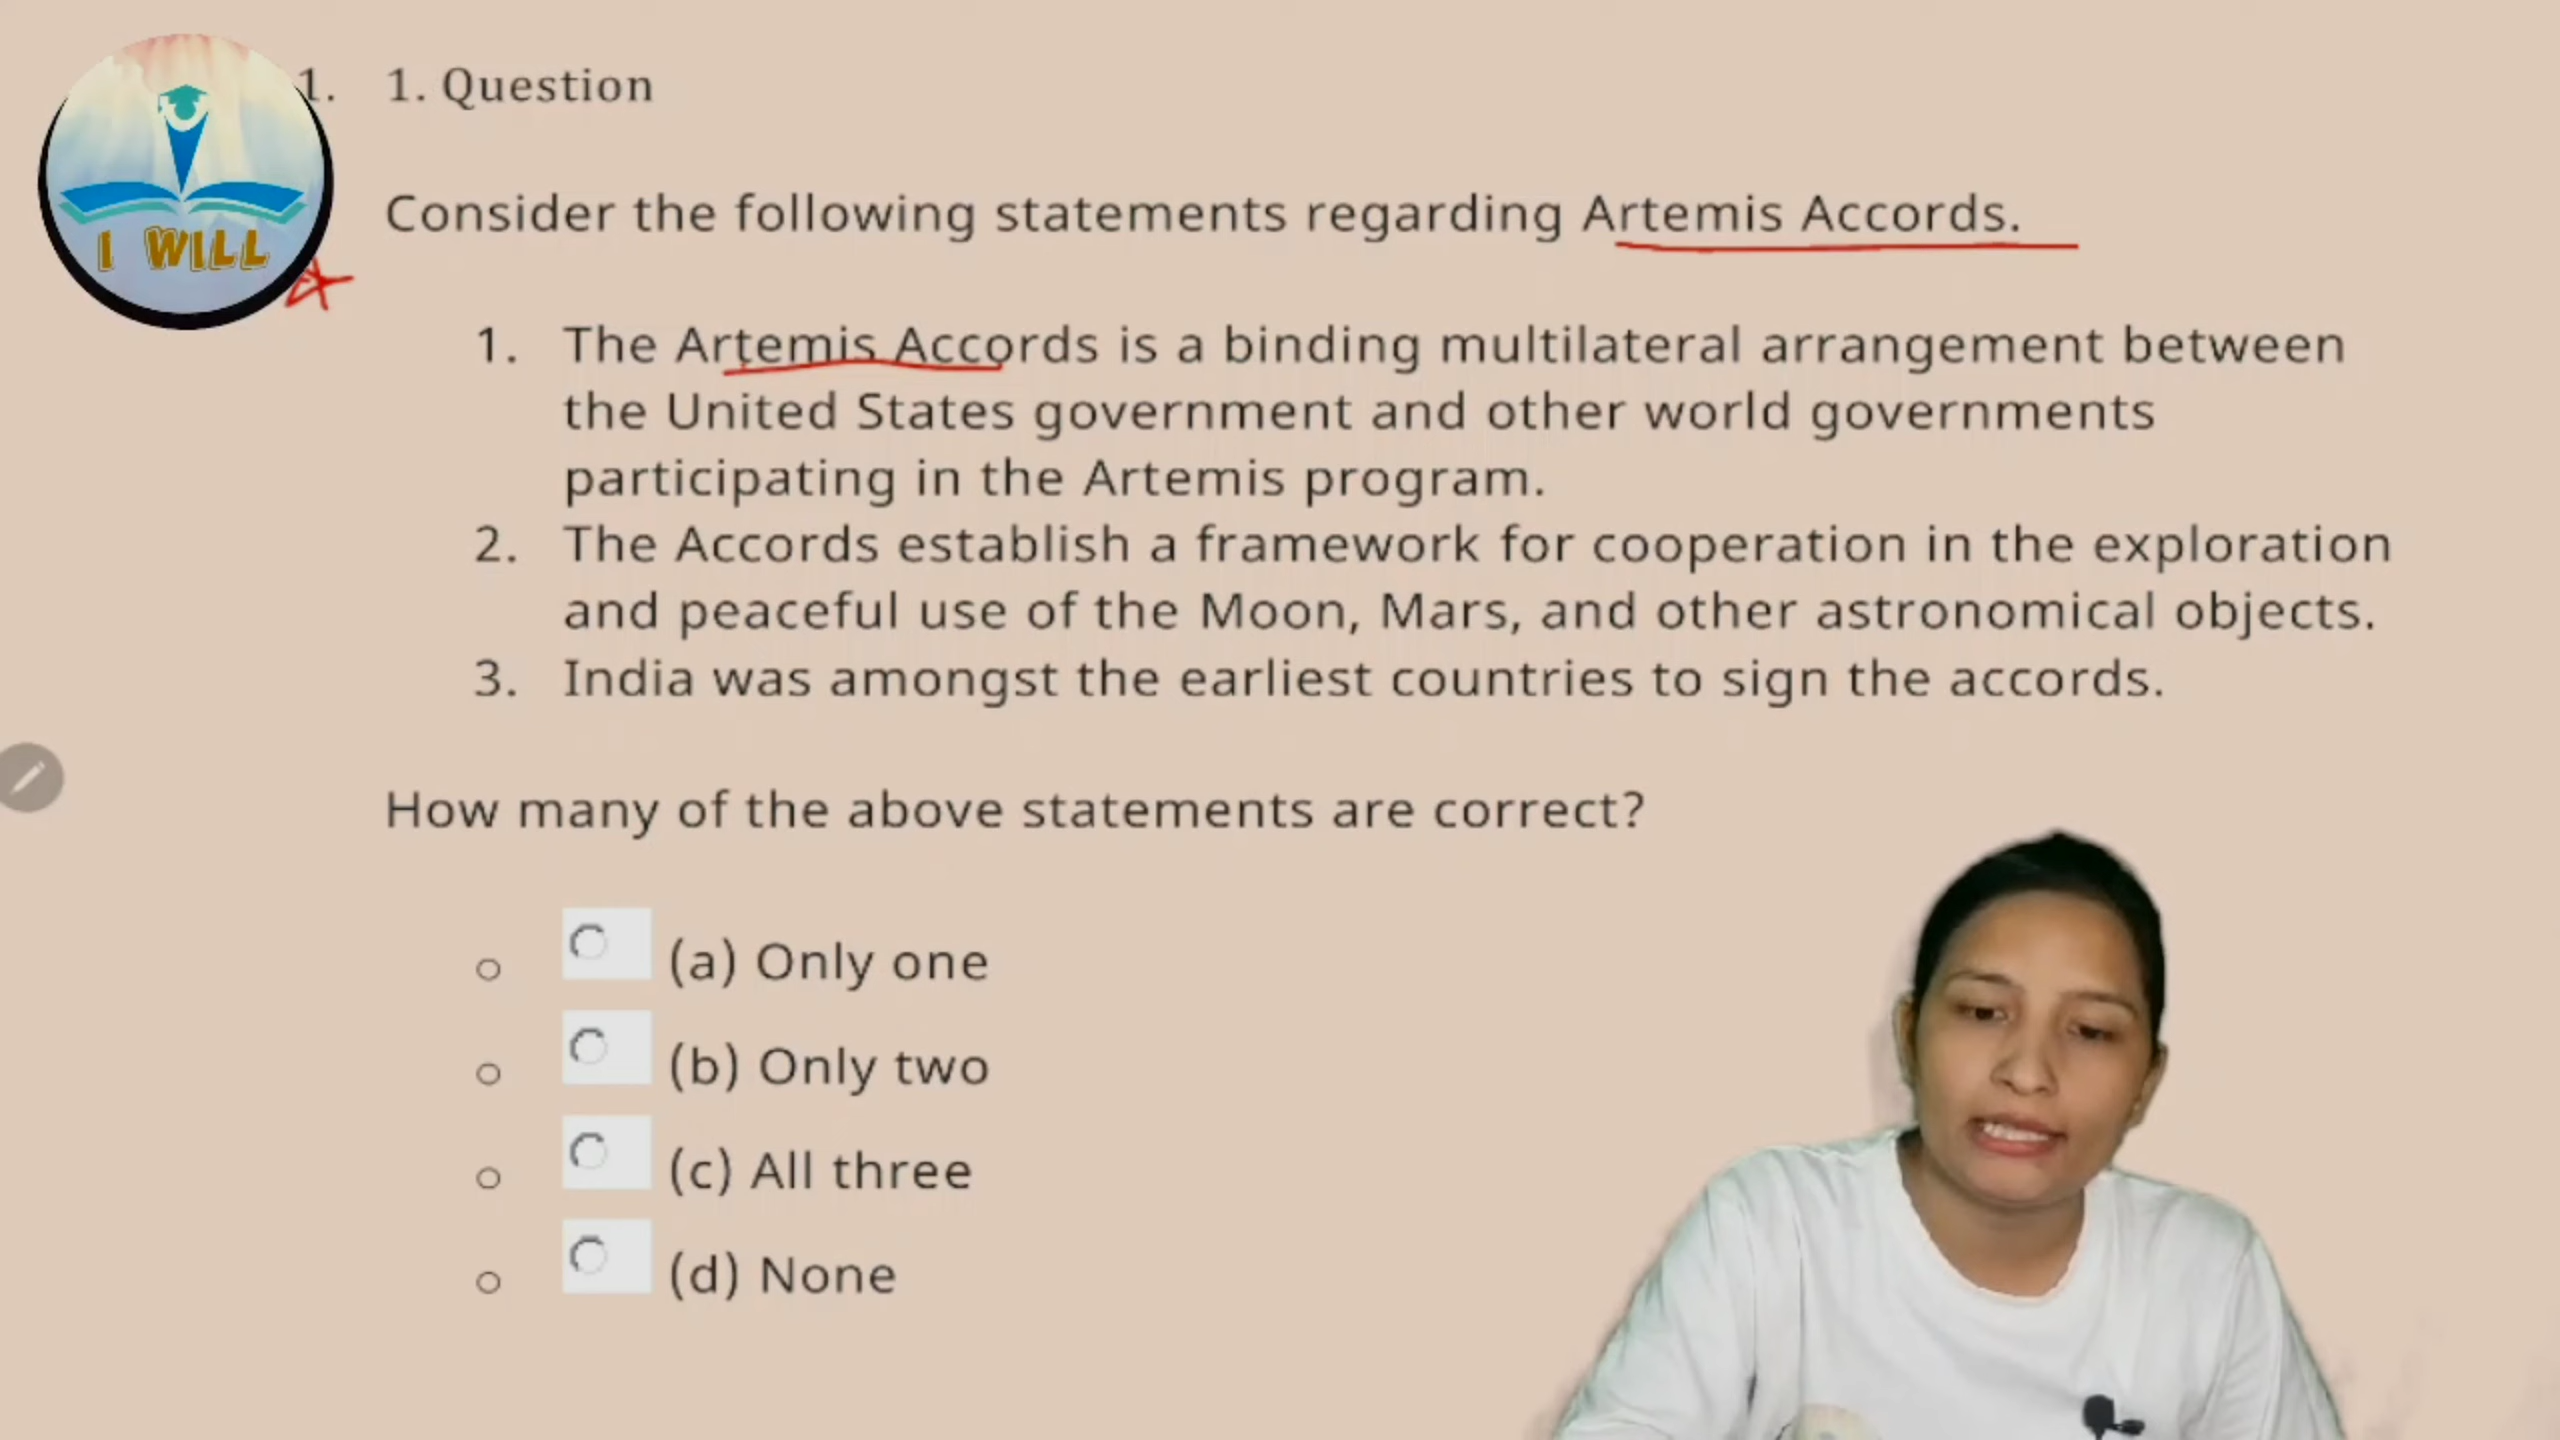 I WILL
1. 1. Question
Consider the following statements regarding Artemis Accords.
1. The Artemis Accords is a binding multilateral arrangement between
the United States government and other world governments
participating in the Artemis program.
2. The Accords establish a framework for cooperation in the exploration
and peaceful use of the Moon, Mars, and other astronomical objects.
3. India was amongst the earliest countries to sign the accords.
How many of the above statements are correct?
(a) Only one
(b) Only two
(c) All three
(d) None